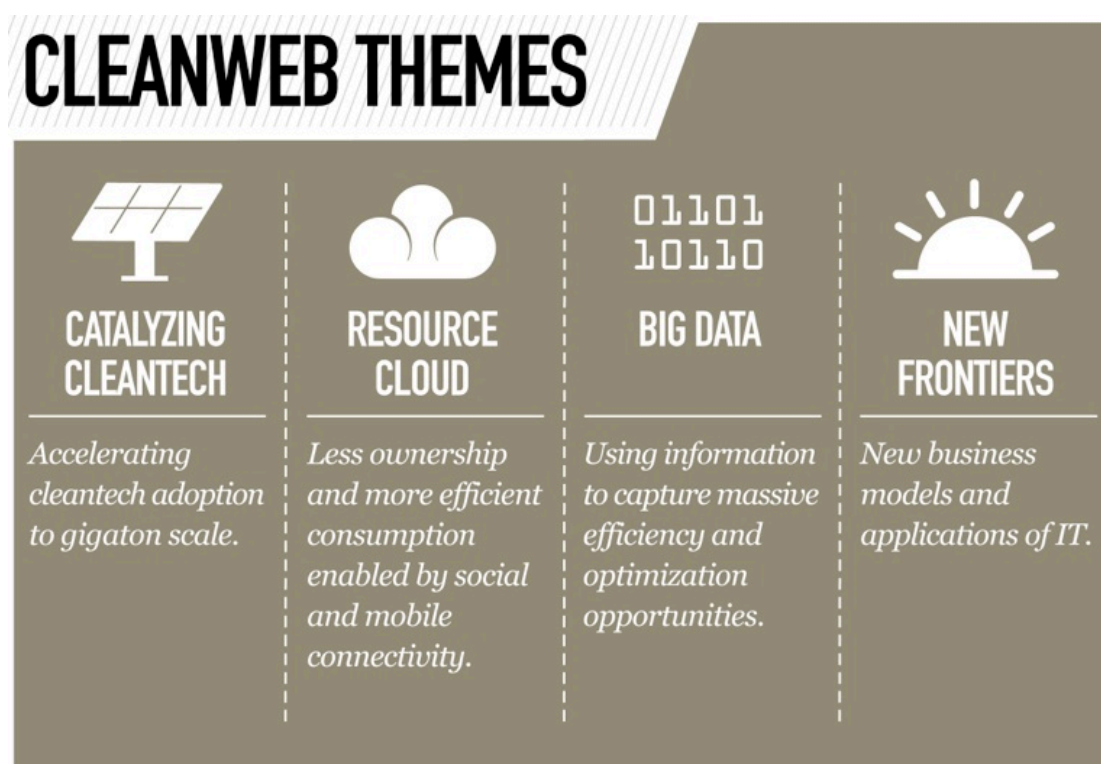 CLEANWEB THEMES
CATALYZING
CLEANTECH
Accelerating
cleantech adoption
to gigaton scale.
RESOURCE
CLOUD
Less ownership
and more efficient
consumption
enabled by social
and mobile
connectivity.
01101
10110
BIG DATA
Using information
to capture massive
efficiency and
optimization
opportunities.
NEW
FRONTIERS
New business
models and
applications of IT.